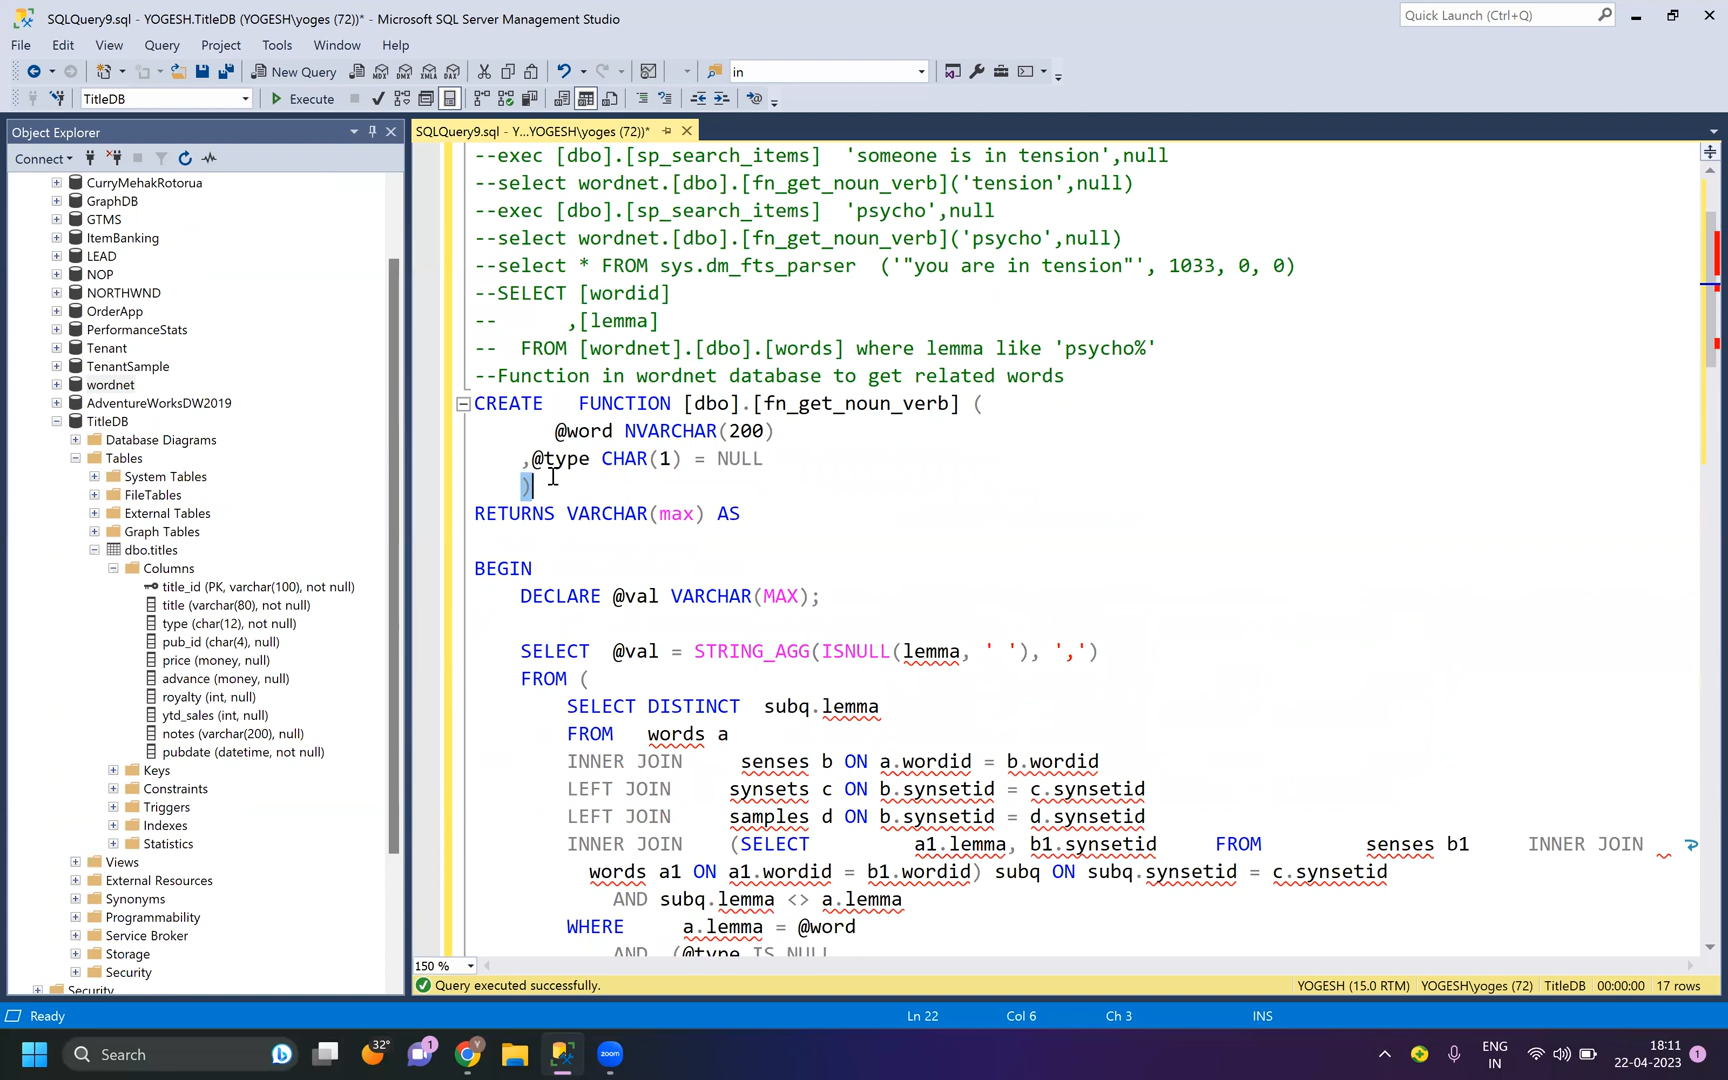 SQLQuery9.sql - YOGESH.TitleDB (YOGESH\yoges (72))* - Microsoft SQL Server Management Studio
Quick Launch (Ctrl+Q)
File Edit View Query Project Tools Window Help
New Query
MDX DMX XMLA DAX
in
TitleDB
Execute
Object Explorer
SQLQuery9.sql - Y...YOGESH\yoges (72))*
Connect
CurryMehakRotorua
GraphDB
GTMS
ItemBanking
LEAD
NOP
NORTHWND
OrderApp
PerformanceStats
Tenant
TenantSample
wordnet
AdventureWorksDW2019
TitleDB
Database Diagrams
Tables
System Tables
FileTables
External Tables
Graph Tables
dbo.titles
Columns
title_id (PK, varchar(100), not null)
title (varchar(80), not null)
type (char(12), not null)
pub_id (char(4), null)
price (money, null)
advance (money, null)
royalty (int, null)
ytd_sales (int, null)
notes (varchar(200), null)
pubdate (datetime, not null)
Keys
Constraints
Triggers
Indexes
Statistics
Views
External Resources
Synonyms
Programmability
Service Broker
Storage
Security
Security
--exec [dbo].[sp_search_items]  'someone is in tension',null
--select wordnet.[dbo].[fn_get_noun_verb]('tension',null)
--exec [dbo].[sp_search_items]  'psycho',null
--select wordnet.[dbo].[fn_get_noun_verb]('psycho',null)
--select * FROM sys.dm_fts_parser  ('"you are in tension"', 1033, 0, 0)
--SELECT [wordid]
--      ,[lemma]
--  FROM [wordnet].[dbo].[words] where lemma like 'psycho%'
--Function in wordnet database to get related words
CREATE   FUNCTION [dbo].[fn_get_noun_verb] (
@word NVARCHAR(200)
,@type CHAR(1) = NULL
)
RETURNS VARCHAR(max) AS
BEGIN
DECLARE @val VARCHAR(MAX);
SELECT  @val = STRING_AGG(ISNULL(lemma, ' '), ',')
FROM (
SELECT DISTINCT  subq.lemma
FROM   words a
INNER JOIN     senses b ON a.wordid = b.wordid
LEFT JOIN     synsets c ON b.synsetid = c.synsetid
LEFT JOIN     samples d ON b.synsetid = d.synsetid
INNER JOIN    (SELECT         a1.lemma, b1.synsetid     FROM         senses b1     INNER JOIN
words a1 ON a1.wordid = b1.wordid) subq ON subq.synsetid = c.synsetid
AND subq.lemma <> a.lemma
WHERE     a.lemma = @word
AND  (@type IS NULL
150 %
Query executed successfully.
YOGESH (15.0 RTM) YOGESH\yoges (72) TitleDB 00:00:00 17 rows
Ready
Ln 22 Col 6 Ch 3 INS
Search
32°
1
zoom
ENG
IN
18:11
22-04-2023
1